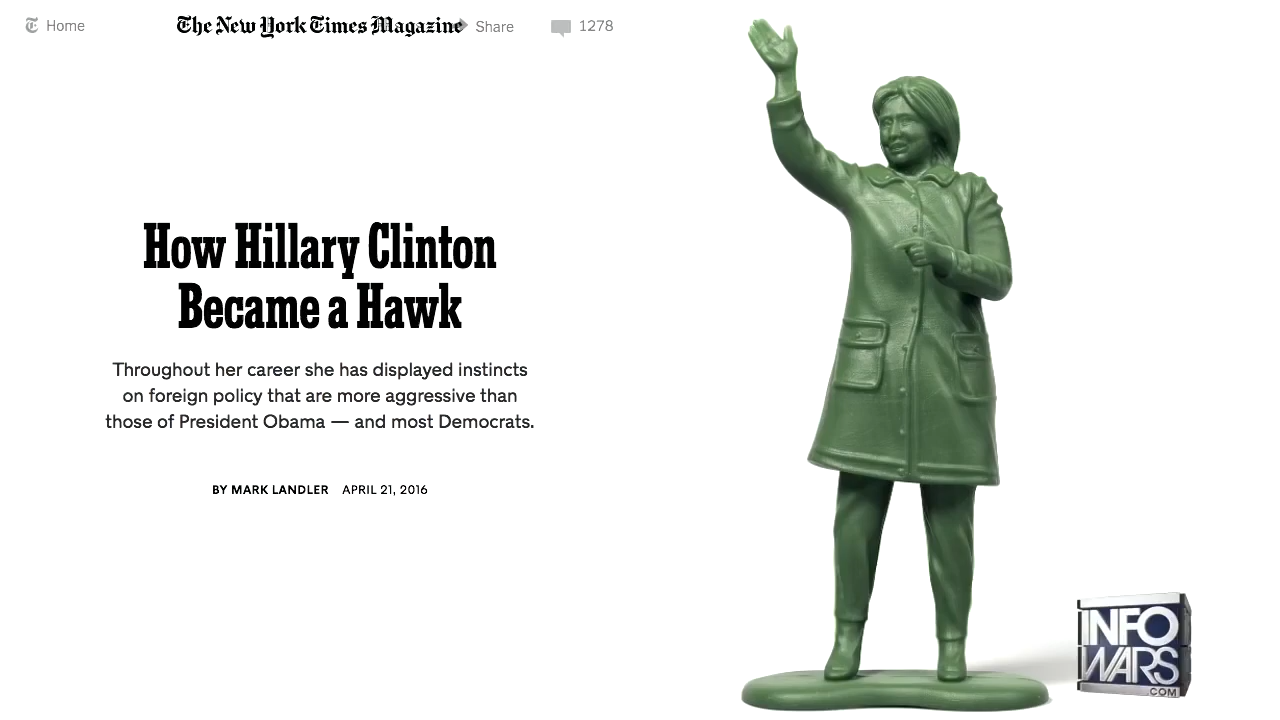 Home
The New York Times Magazine
Share
1278
How Hillary Clinton
Became a Hawk
Throughout her career she has displayed instincts
on foreign policy that are more aggressive than
those of President Obama — and most Democrats.
BY MARK LANDLER APRIL 21, 2016
INFO
WARS
.COM